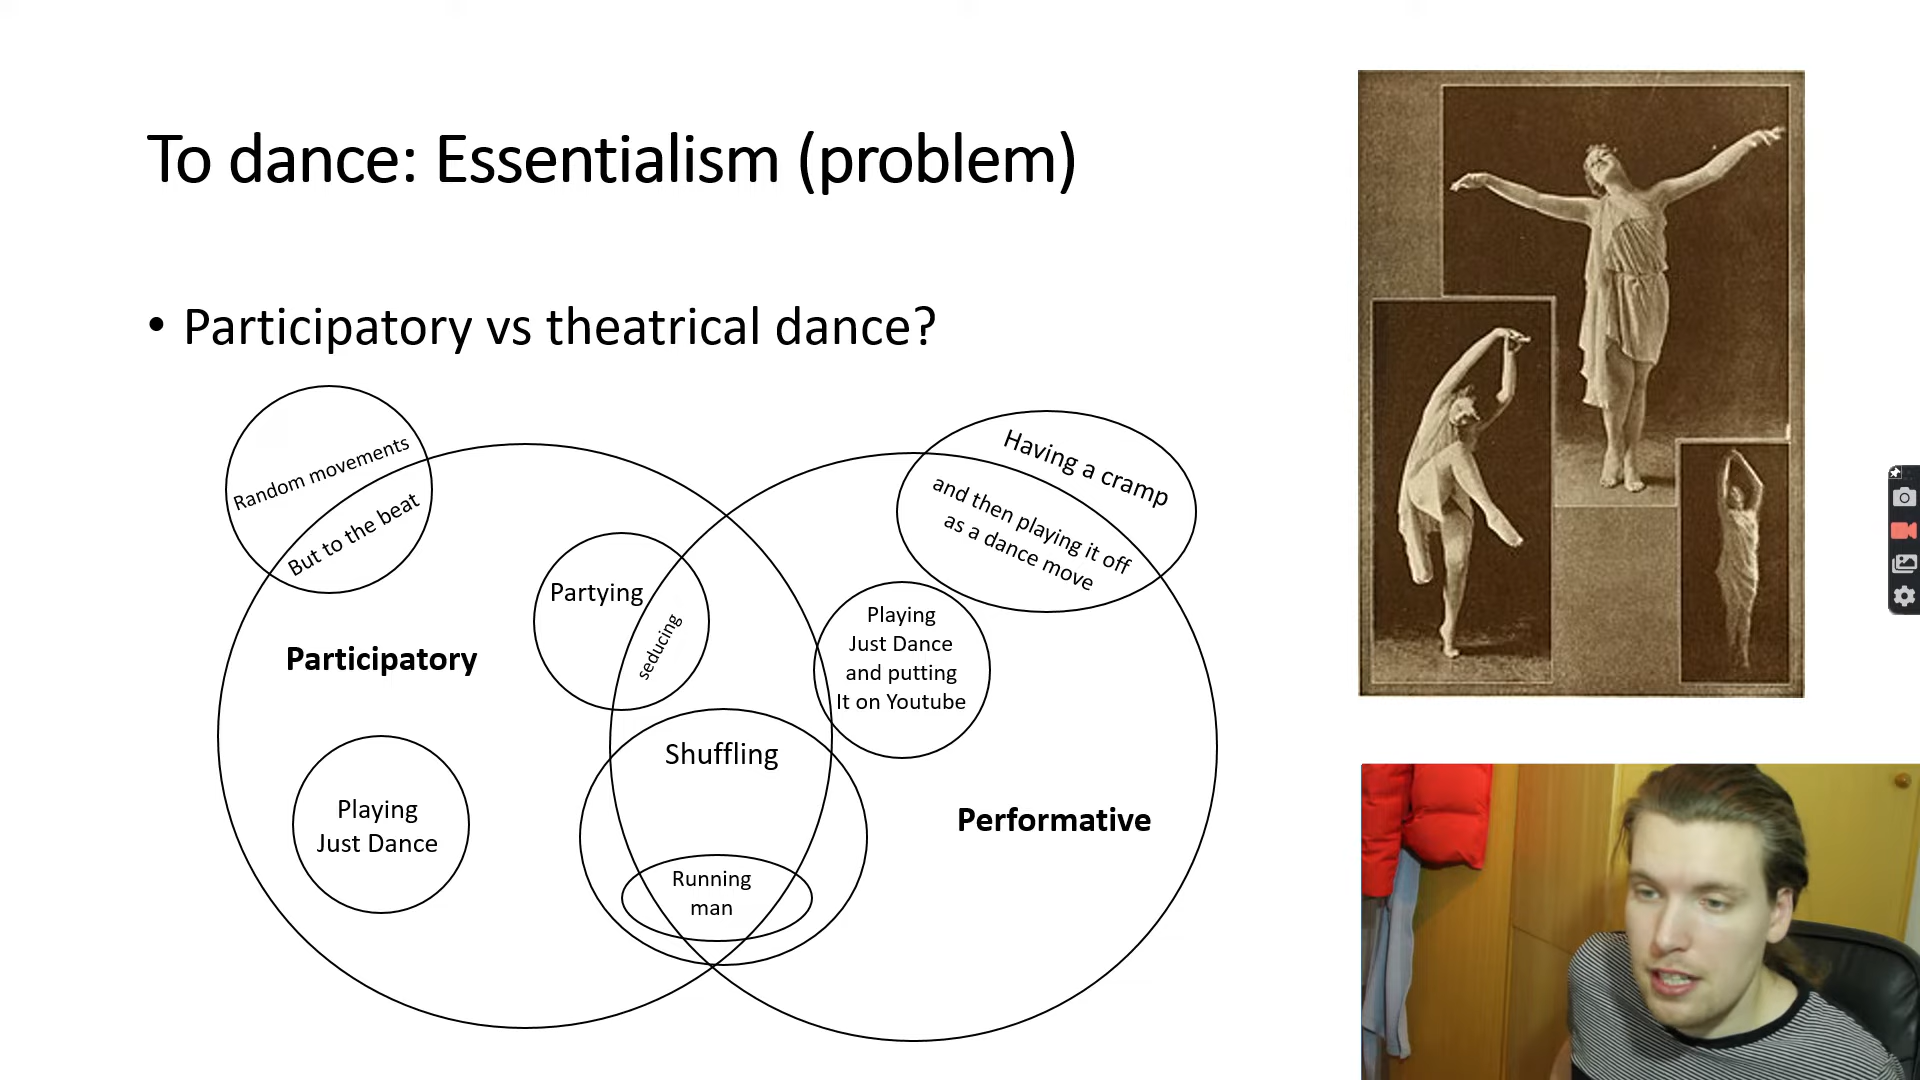 To dance: Essentialism (problem)
• Participatory vs theatrical dance?
Random movements
But to the beat
Having a cramp
and then playing it off
as a dance move
Partying
seducing
Playing
Just Dance
and putting
It on Youtube
Participatory
Shuffling
Playing
Just Dance
Performative
Running
man